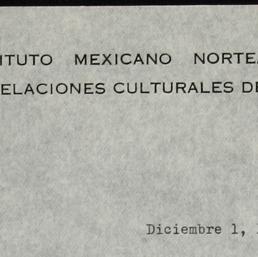 ITUTO MEXICANO NORTE
ELACIONES CULTURALES DE
Diciembre 1,